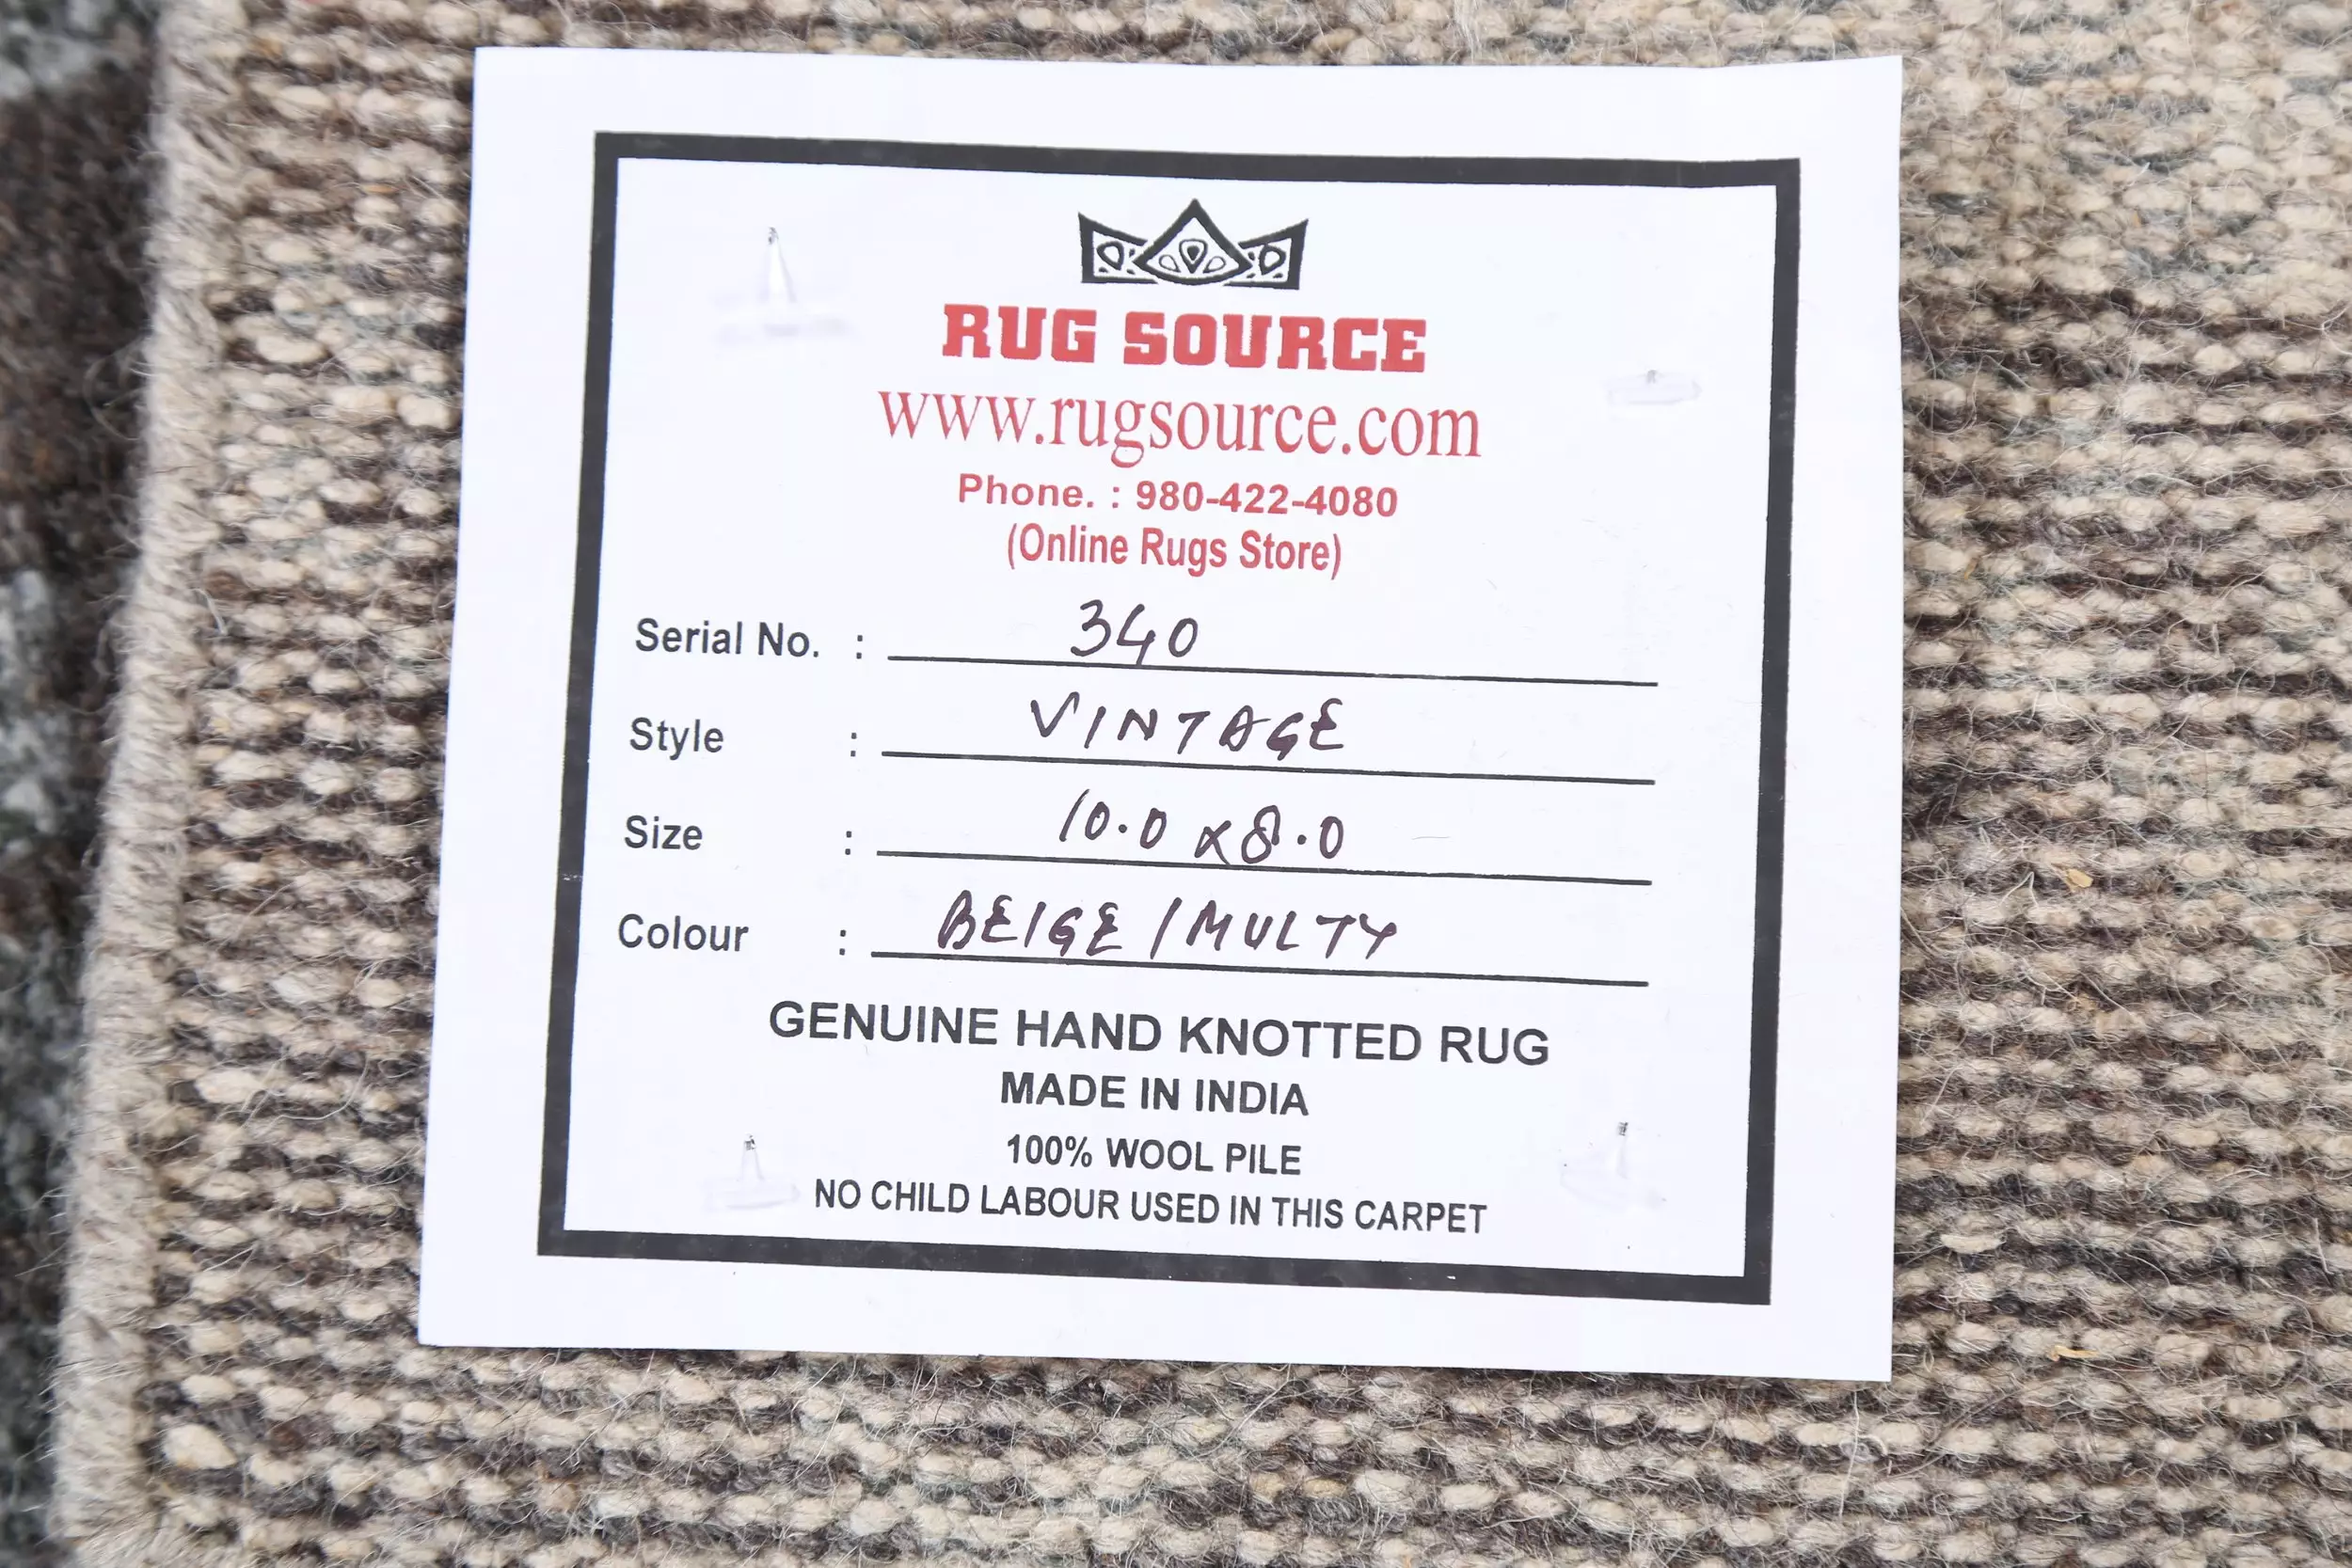 RUG SOURCE
www.rugsource.com
Phone. : 980-422-4080
(Online Rugs Store)
Serial No. : 340
Style : VINTAGE
Size : 10.0 x 8.0
Colour : BEIGE / MULTY
GENUINE HAND KNOTTED RUG
MADE IN INDIA
100% WOOL PILE
NO CHILD LABOUR USED IN THIS CARPET